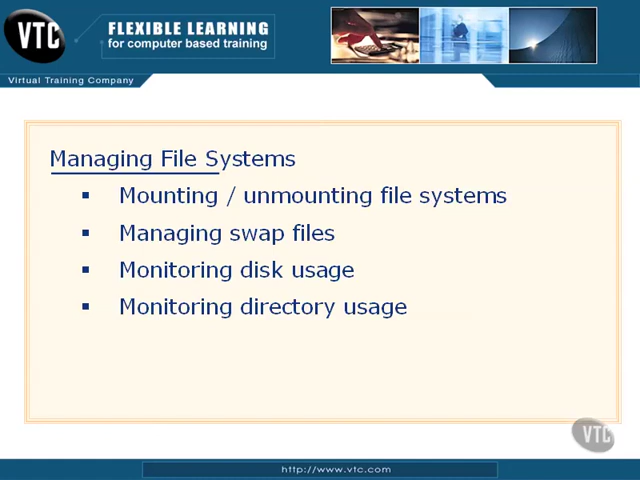 VTC
FLEXIBLE LEARNING
for computer based training
Virtual Training Company
Managing File Systems
▪ Mounting / unmounting file systems
▪ Managing swap files
▪ Monitoring disk usage
▪ Monitoring directory usage
VTC
http://www.vtc.com